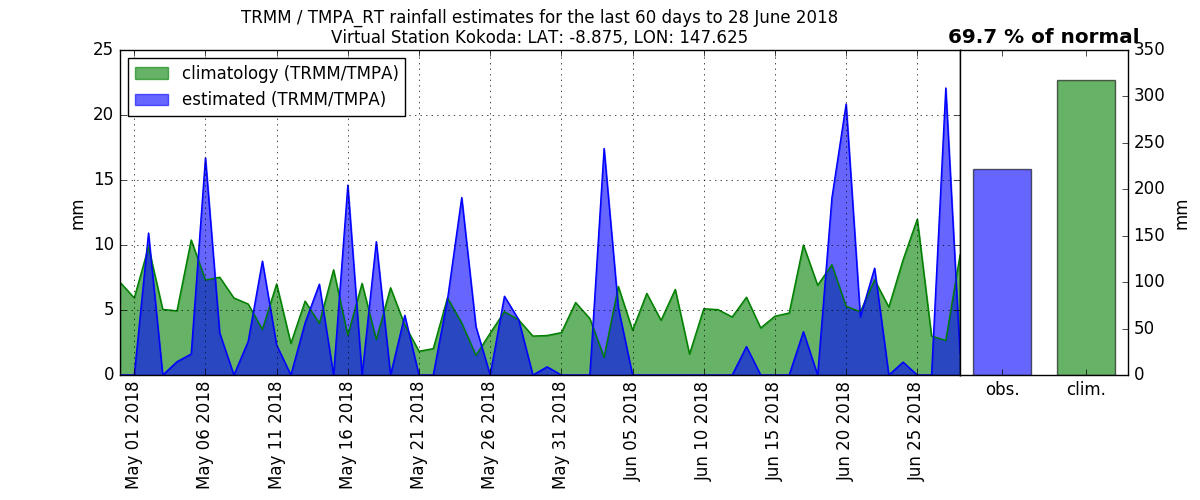 TRMM / TMPA_RT rainfall estimates for the last 60 days to 28 June 2018
Virtual Station Kokoda: LAT: -8.875, LON: 147.625
69.7 % of normal
climatology (TRMM/TMPA)
estimated (TRMM/TMPA)
mm
25
20
15
10
5
0
350
300
250
200
150
100
50
0
mm
May 01 2018
May 06 2018
May 11 2018
May 16 2018
May 21 2018
May 26 2018
May 31 2018
Jun 05 2018
Jun 10 2018
Jun 15 2018
Jun 20 2018
Jun 25 2018
obs.
clim.